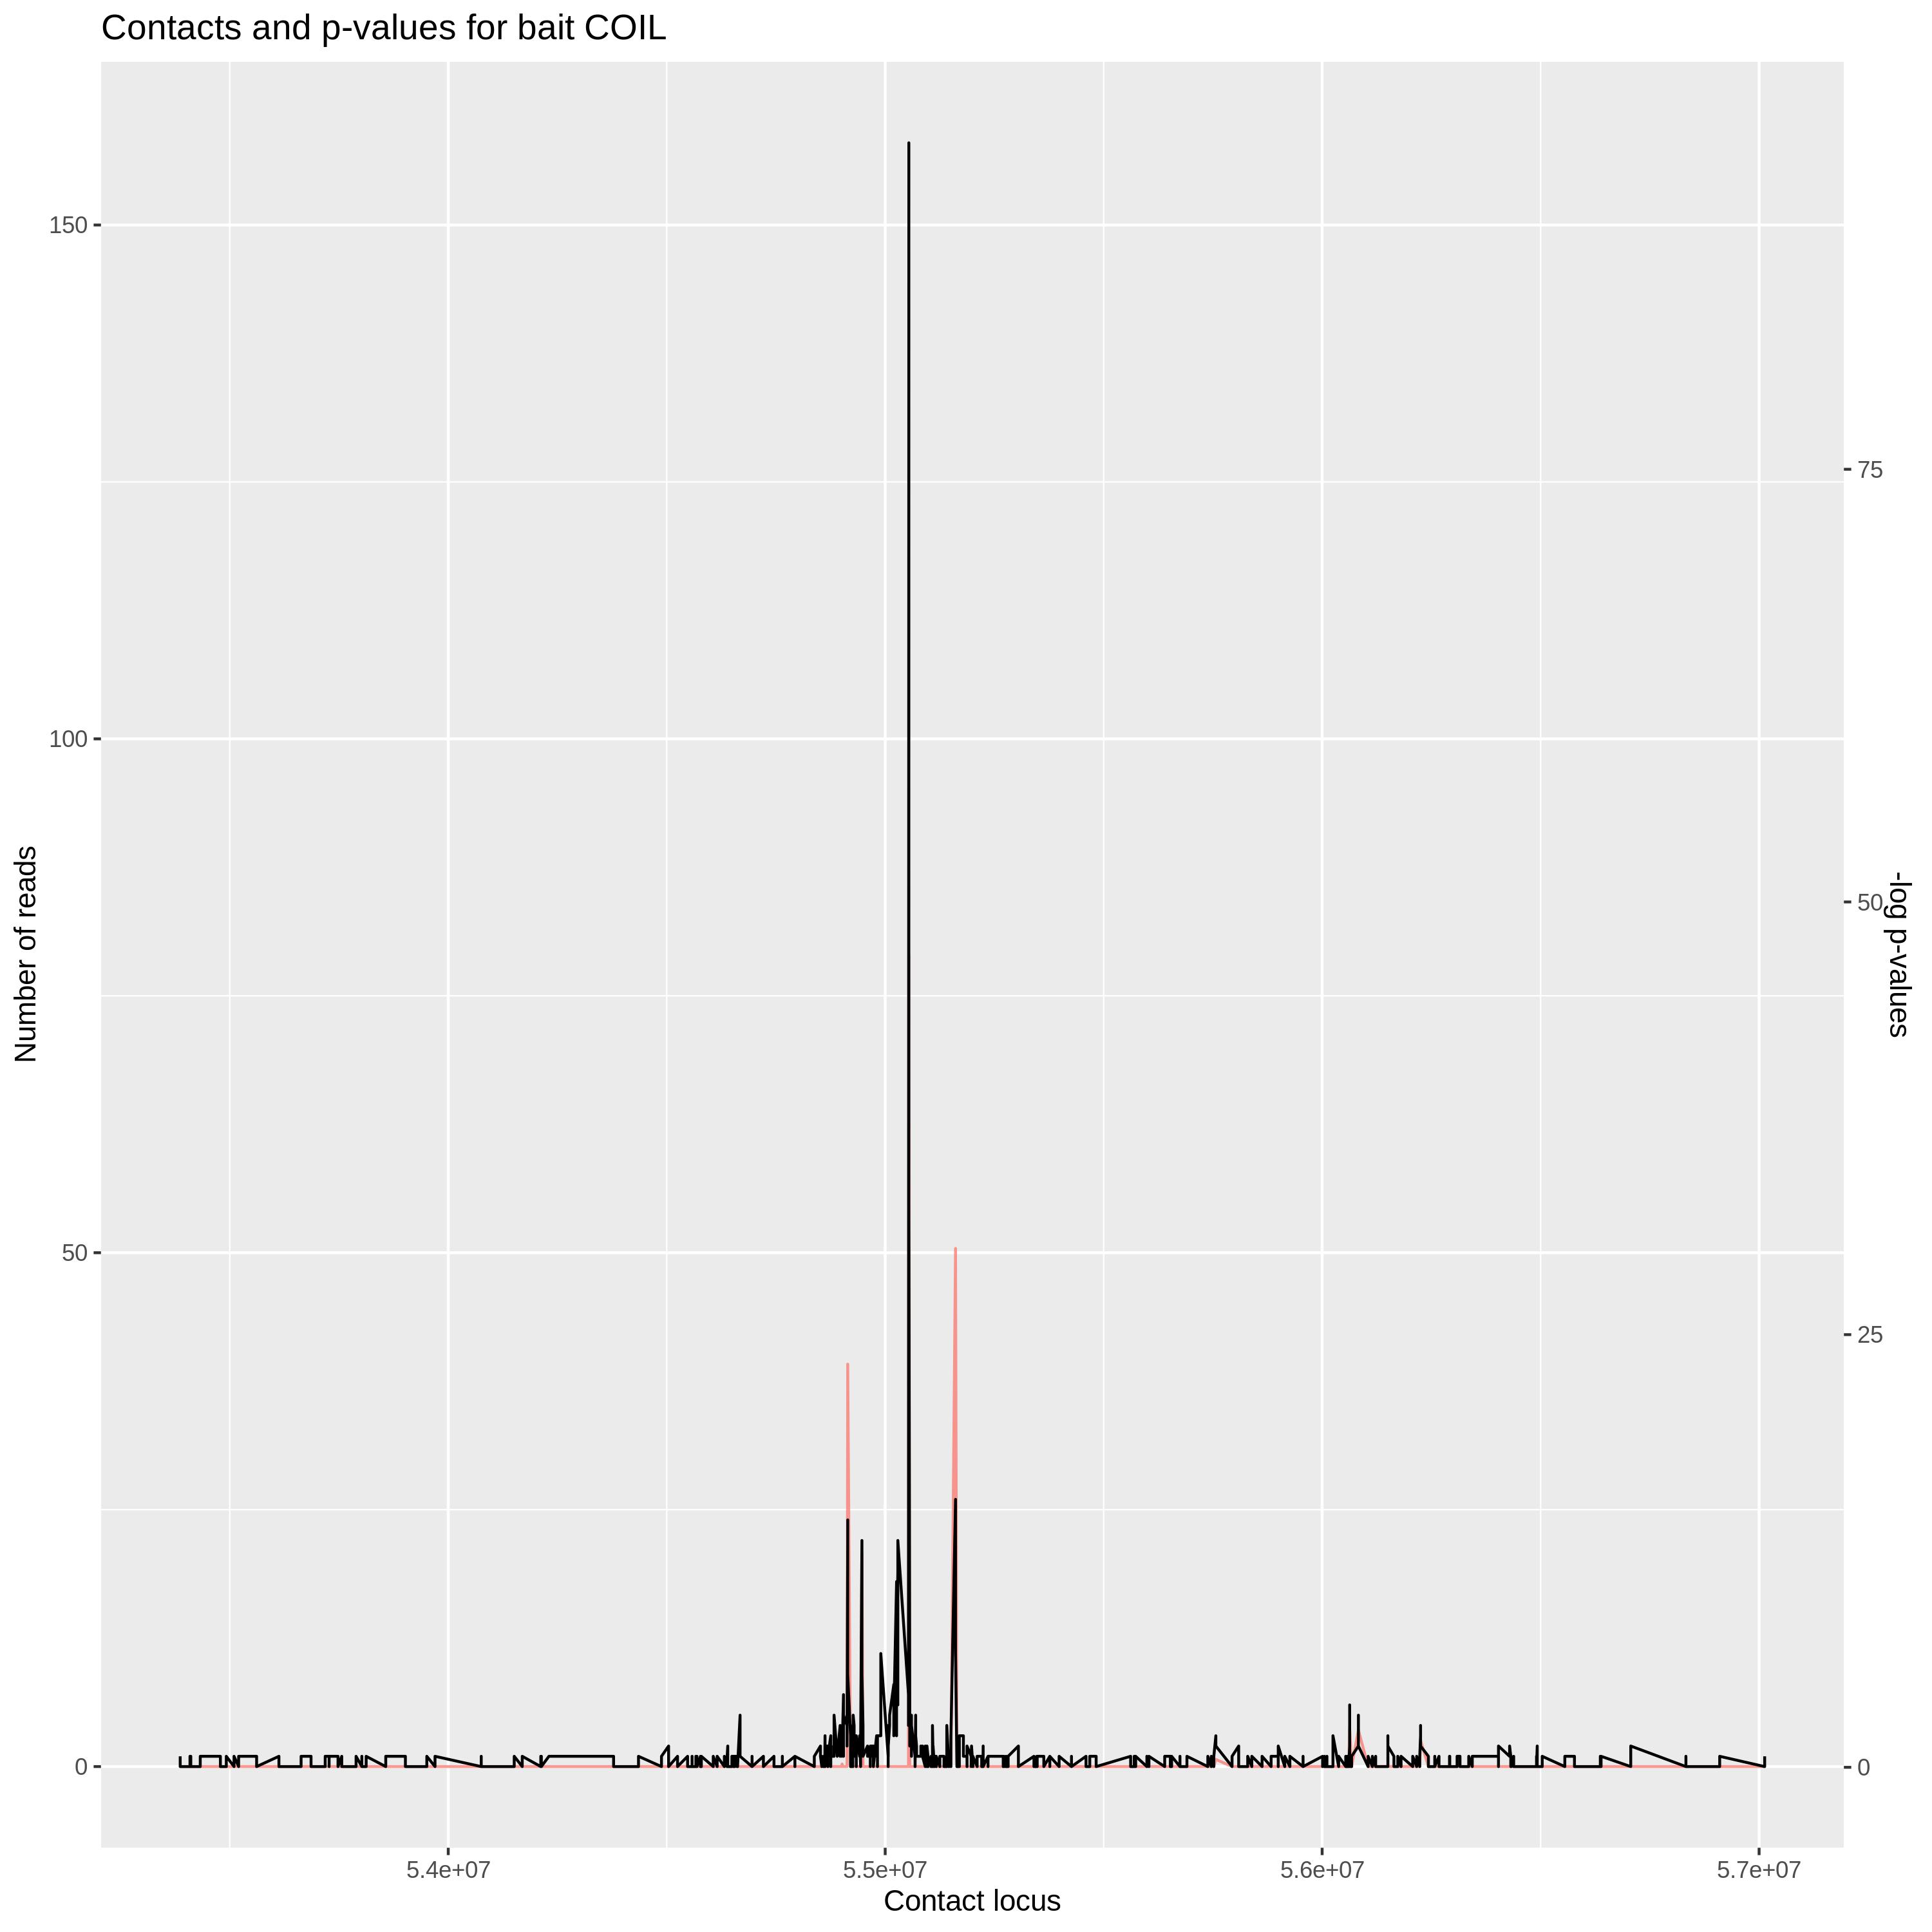 Contacts and p-values for bait COIL
150
100
50
0
Number of reads
75
50
25
0
-log p-values
5.4e+07
5.5e+07
5.6e+07
5.7e+07
Contact locus